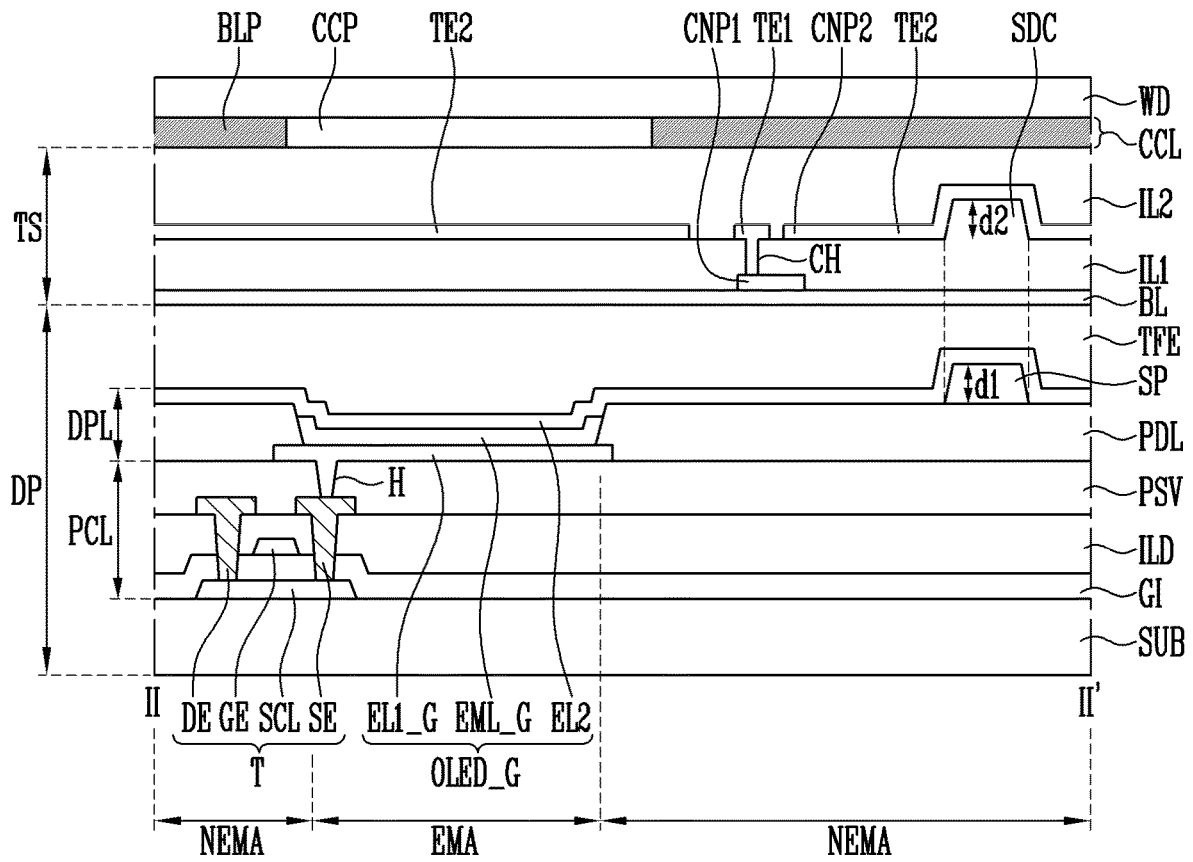 BLP CCP TE2 CNP1 TE1 CNP2 TE2 SDC
WD
CCL
IL2
d2
TS
CH
IL1
BL
TFE
SP
d1
DPL
PDL
DP
H
PSV
PCL
ILD
GI
SUB
II II'
DE GE SCL SE EL1_G EML_G EL2
T OLED_G
NEMA EMA NEMA